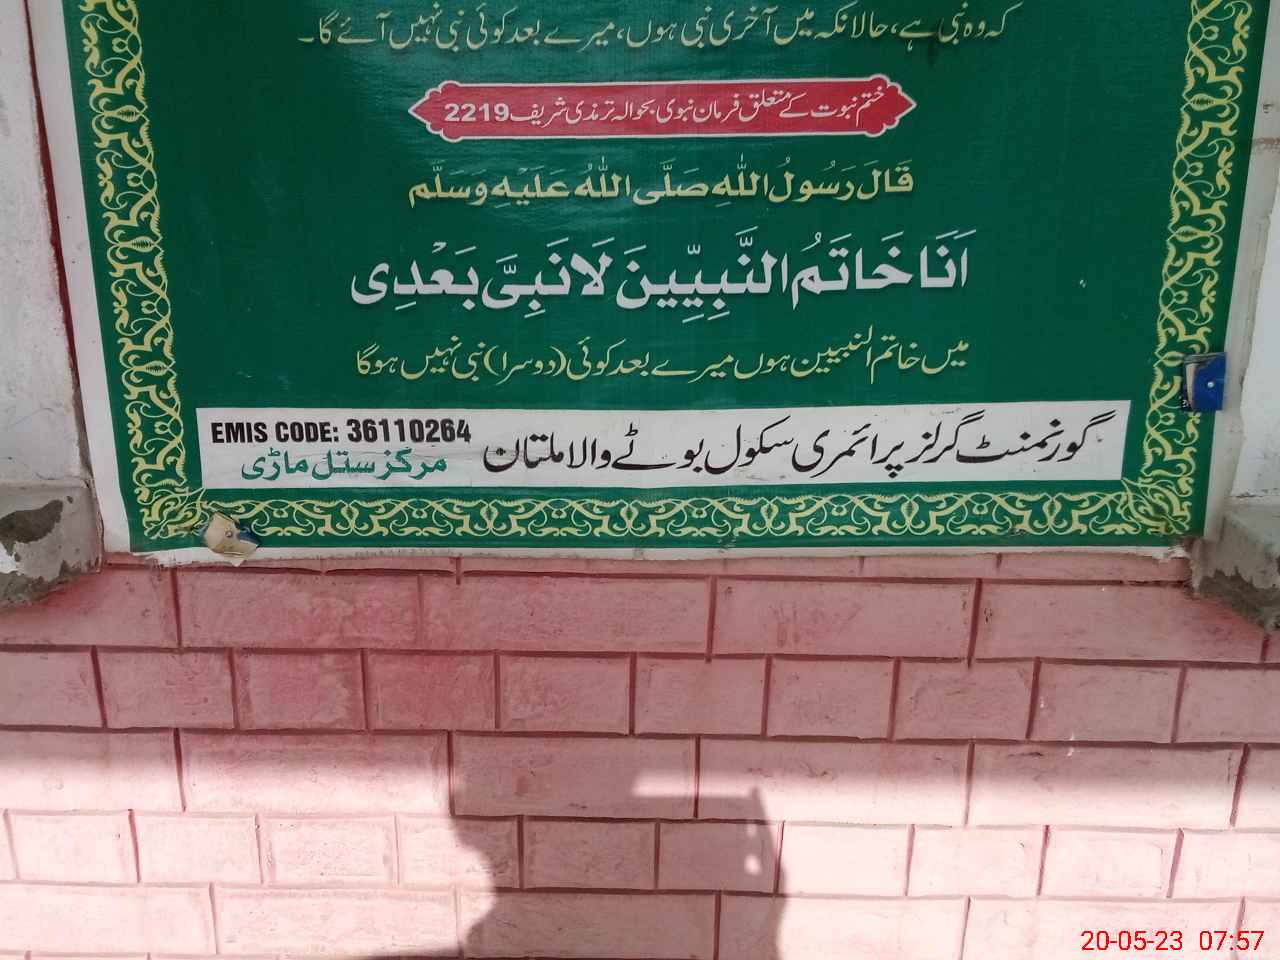 کہ وہ نبی ہے، حالانکہ میں آخری نبی ہوں، میرے بعد کوئی نبی نہیں آئے گا۔
ختم نبوت کے متعلق فرمان نبوی بحوالہ ترمذی شریف 2219
قَالَ رَسُولُ اللّٰهِ صَلَّى اللّٰهُ عَلَيْهِ وَسَلَّم
اَنَا خَاتَمُ النَّبِيِّينَ لَا نَبِىَّ بَعْدِى
میں خاتم النبیین ہوں میرے بعد کوئی (دوسرا) نبی نہیں ہوگا
گورنمنٹ گرلز پرائمری سکول بوٹے والا ملتان
EMIS CODE: 36110264
مرکز ستل ماڑی
20-05-23 07:57